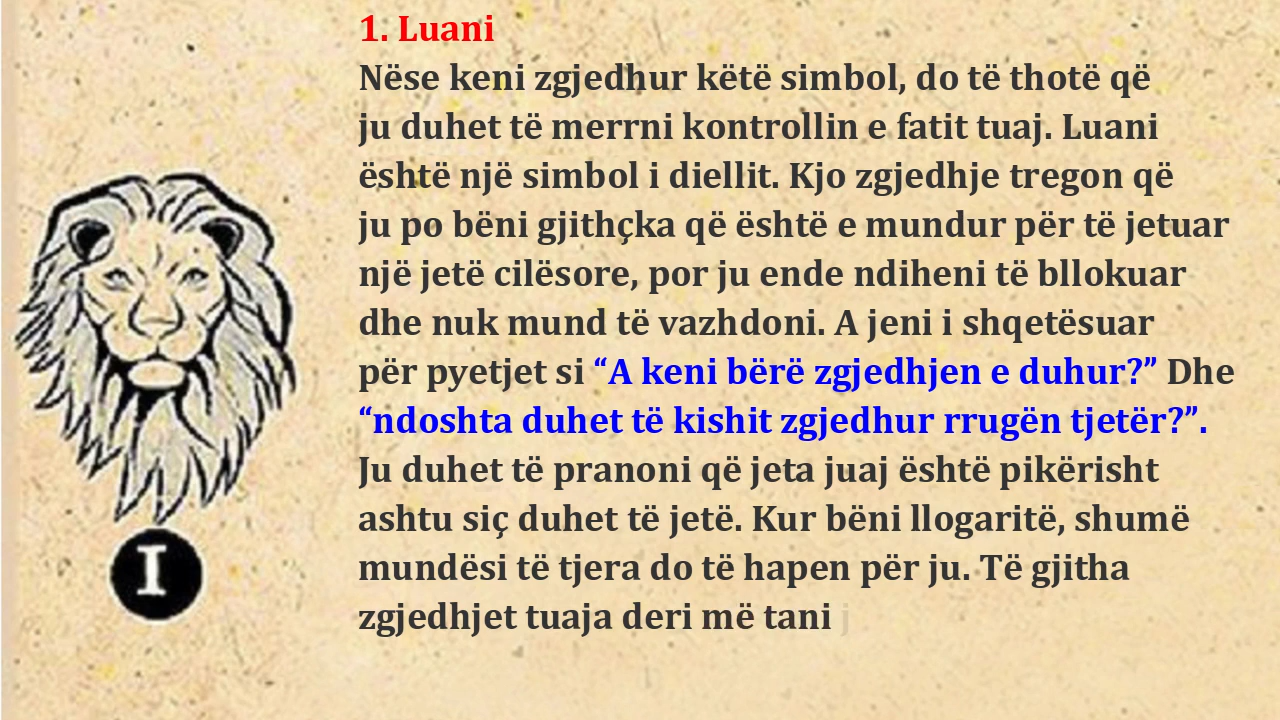 1. Luani
Nëse keni zgjedhur këtë simbol, do të thotë që
ju duhet të merrni kontrollin e fatit tuaj. Luani
është një simbol i diellit. Kjo zgjedhje tregon që
ju po bëni gjithçka që është e mundur për të jetuar
një jetë cilësore, por ju ende ndiheni të bllokuar
dhe nuk mund të vazhdoni. A jeni i shqetësuar
për pyetjet si “A keni bërë zgjedhjen e duhur?” Dhe
“ndoshta duhet të kishit zgjedhur rrugën tjetër?”.
Ju duhet të pranoni që jeta juaj është pikërisht
ashtu siç duhet të jetë. Kur bëni llogaritë, shumë
mundësi të tjera do të hapen për ju. Të gjitha
zgjedhjet tuaja deri më tani j
I